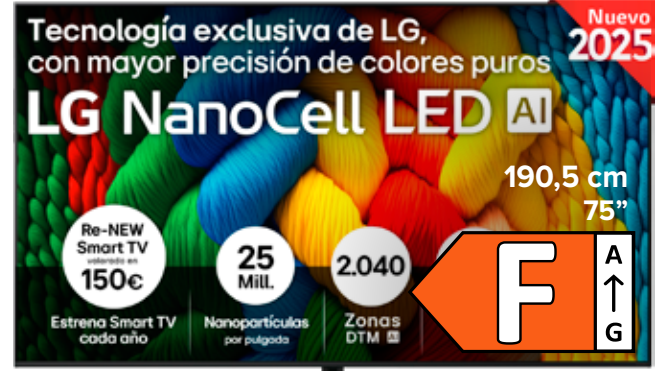 Nuevo
2025
Tecnología exclusiva de LG,
con mayor precisión de colores puros
LG NanoCell LED AI
190,5 cm
75”
Re-NEW
Smart TV
valorado en
150€
Estrena Smart TV
cada año
25
Mill.
Nanopartículas
por pulgada
2.040
Zonas
DTM AI
F
A
↑
G